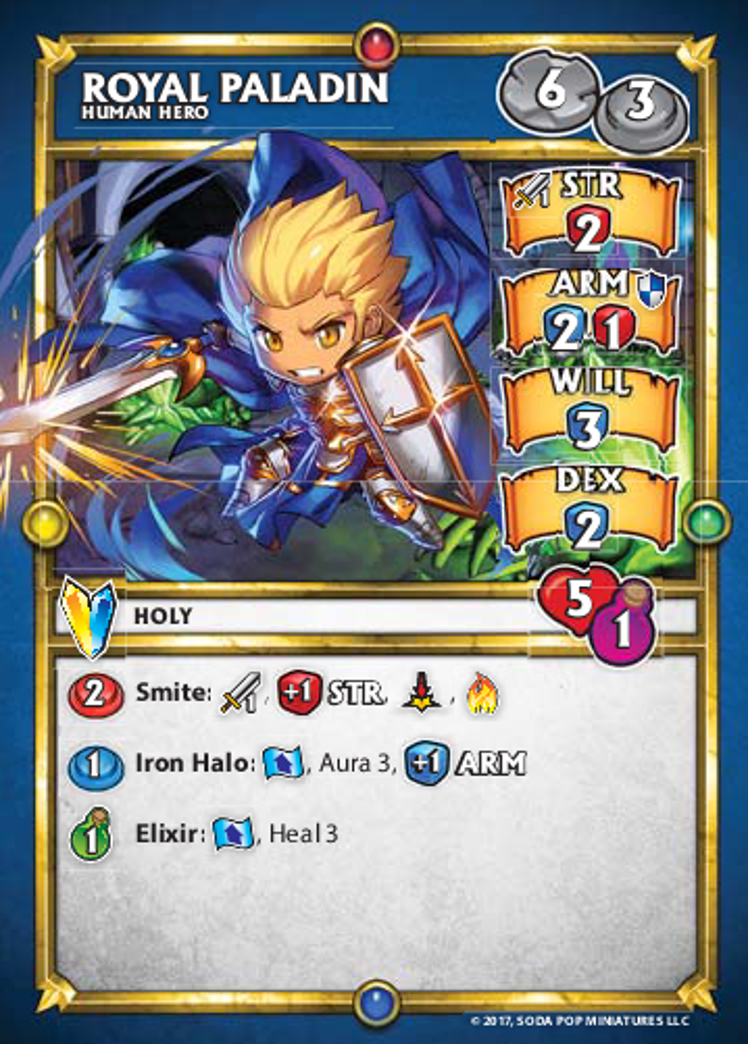 ROYAL PALADIN
HUMAN HERO
6 3
STR
2
ARM
2 1
WILL
3
DEX
2
HOLY
5 1
2 Smite: , +1 STR, ,
1 Iron Halo: , Aura 3, +1 ARM
1 Elixir: , Heal 3
© 2017, SODA POP MINIATURES LLC